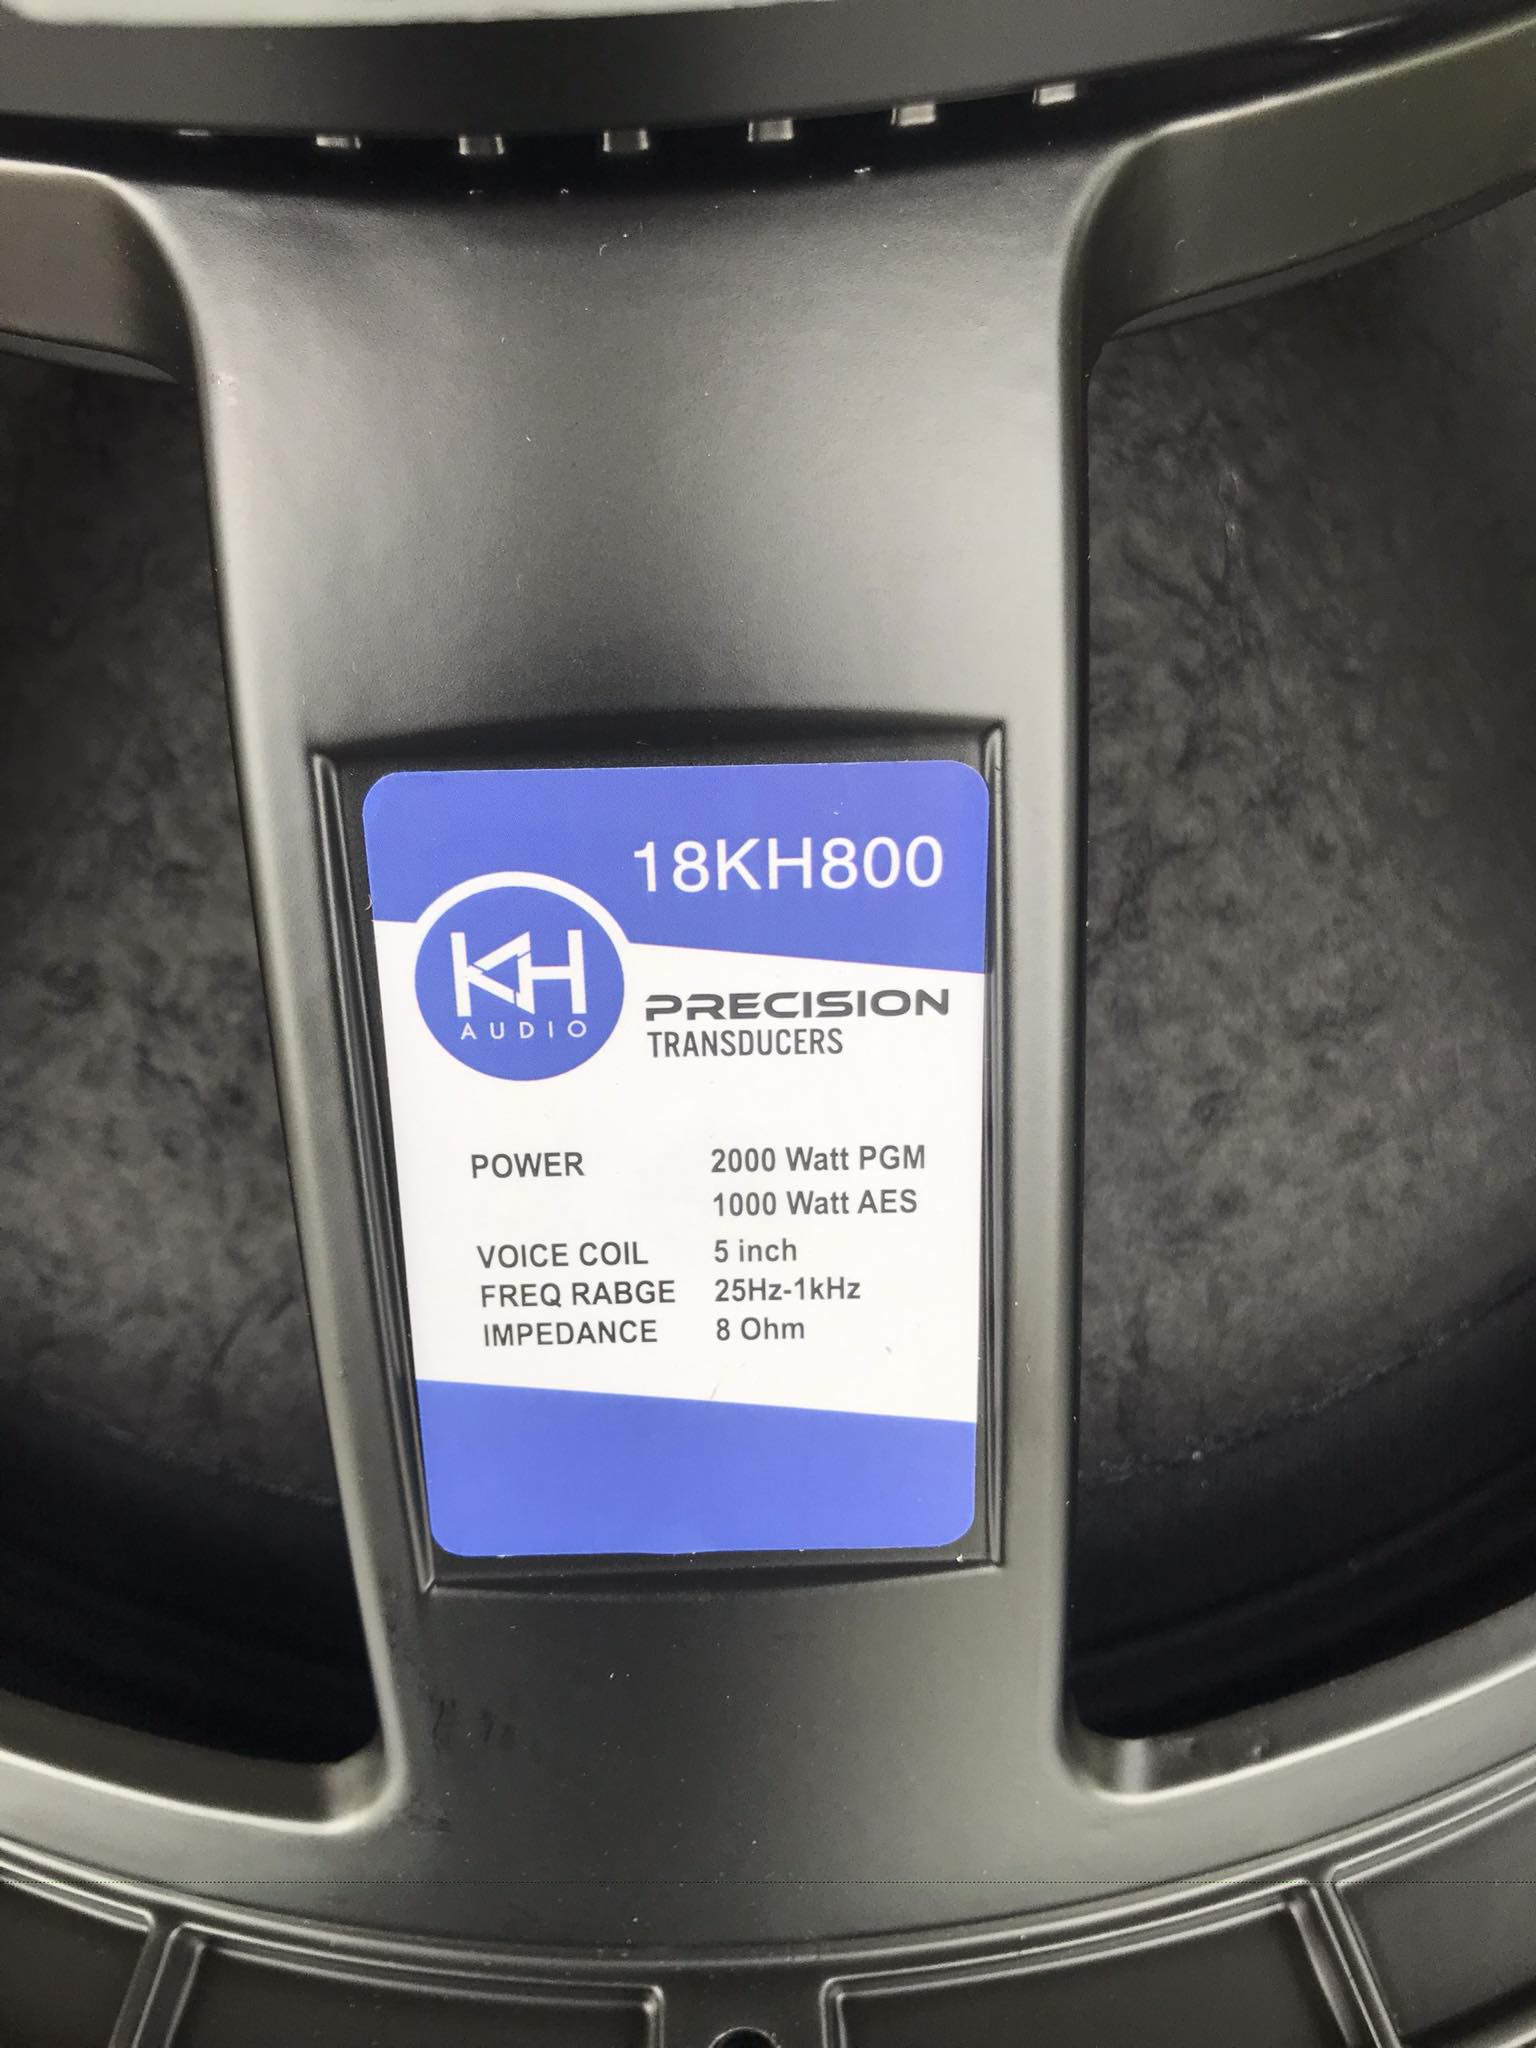 18KH800
KH
AUDIO
PRECISION
TRANSDUCERS
POWER 2000 Watt PGM
1000 Watt AES
VOICE COIL 5 inch
FREQ RABGE 25Hz-1kHz
IMPEDANCE 8 Ohm